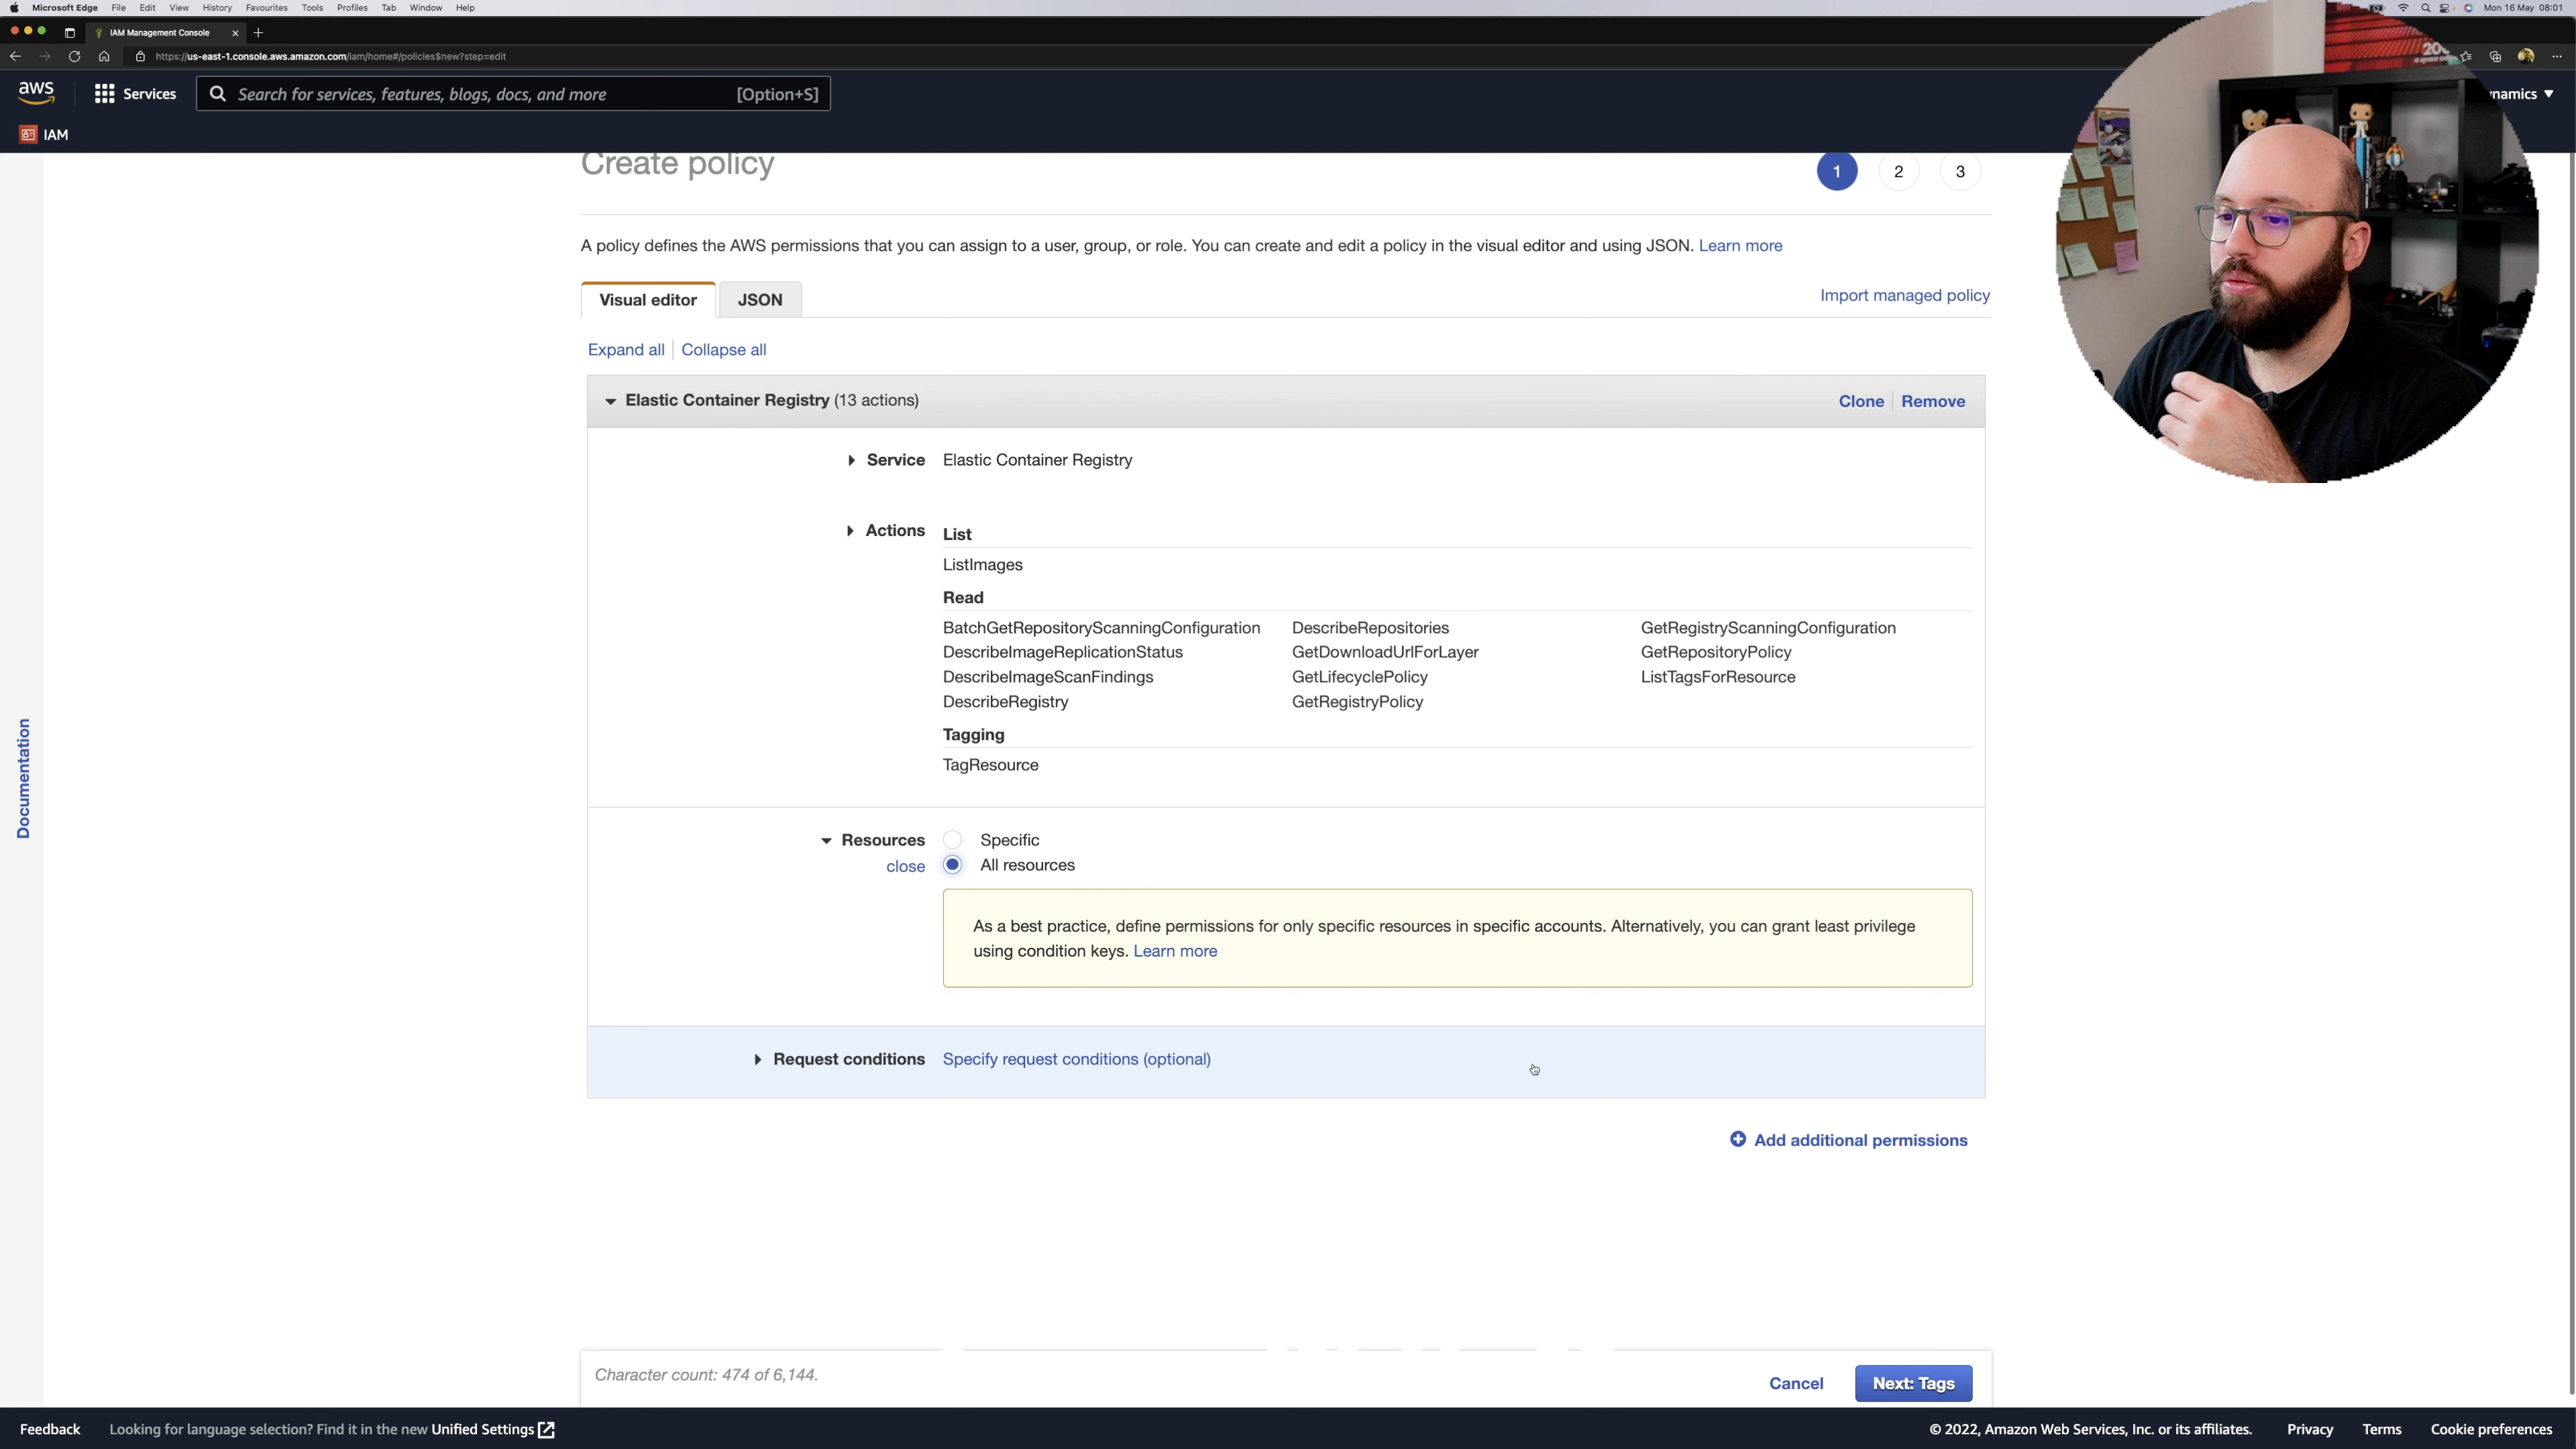 Microsoft Edge File Edit View History Favourites Tools Profiles Tab Window Help
Mon 16 May 08:01
IAM Management Console
https://us-east-1.console.aws.amazon.com/iam/home#/policies$new?step=edit
aws Services Search for services, features, blogs, docs, and more [Option+S]
namics
IAM
Create policy
1 2 3
A policy defines the AWS permissions that you can assign to a user, group, or role. You can create and edit a policy in the visual editor and using JSON. Learn more
Visual editor JSON
Import managed policy
Expand all Collapse all
Elastic Container Registry (13 actions)
Clone Remove
Service Elastic Container Registry
Actions List
ListImages
Read
BatchGetRepositoryScanningConfiguration DescribeRepositories GetRegistryScanningConfiguration
DescribeImageReplicationStatus GetDownloadUrlForLayer GetRepositoryPolicy
DescribeImageScanFindings GetLifecyclePolicy ListTagsForResource
DescribeRegistry GetRegistryPolicy
Tagging
TagResource
Documentation
Resources Specific
close All resources
As a best practice, define permissions for only specific resources in specific accounts. Alternatively, you can grant least privilege
using condition keys. Learn more
Request conditions Specify request conditions (optional)
Add additional permissions
Character count: 474 of 6,144.
Cancel Next: Tags
Feedback Looking for language selection? Find it in the new Unified Settings
© 2022, Amazon Web Services, Inc. or its affiliates. Privacy Terms Cookie preferences